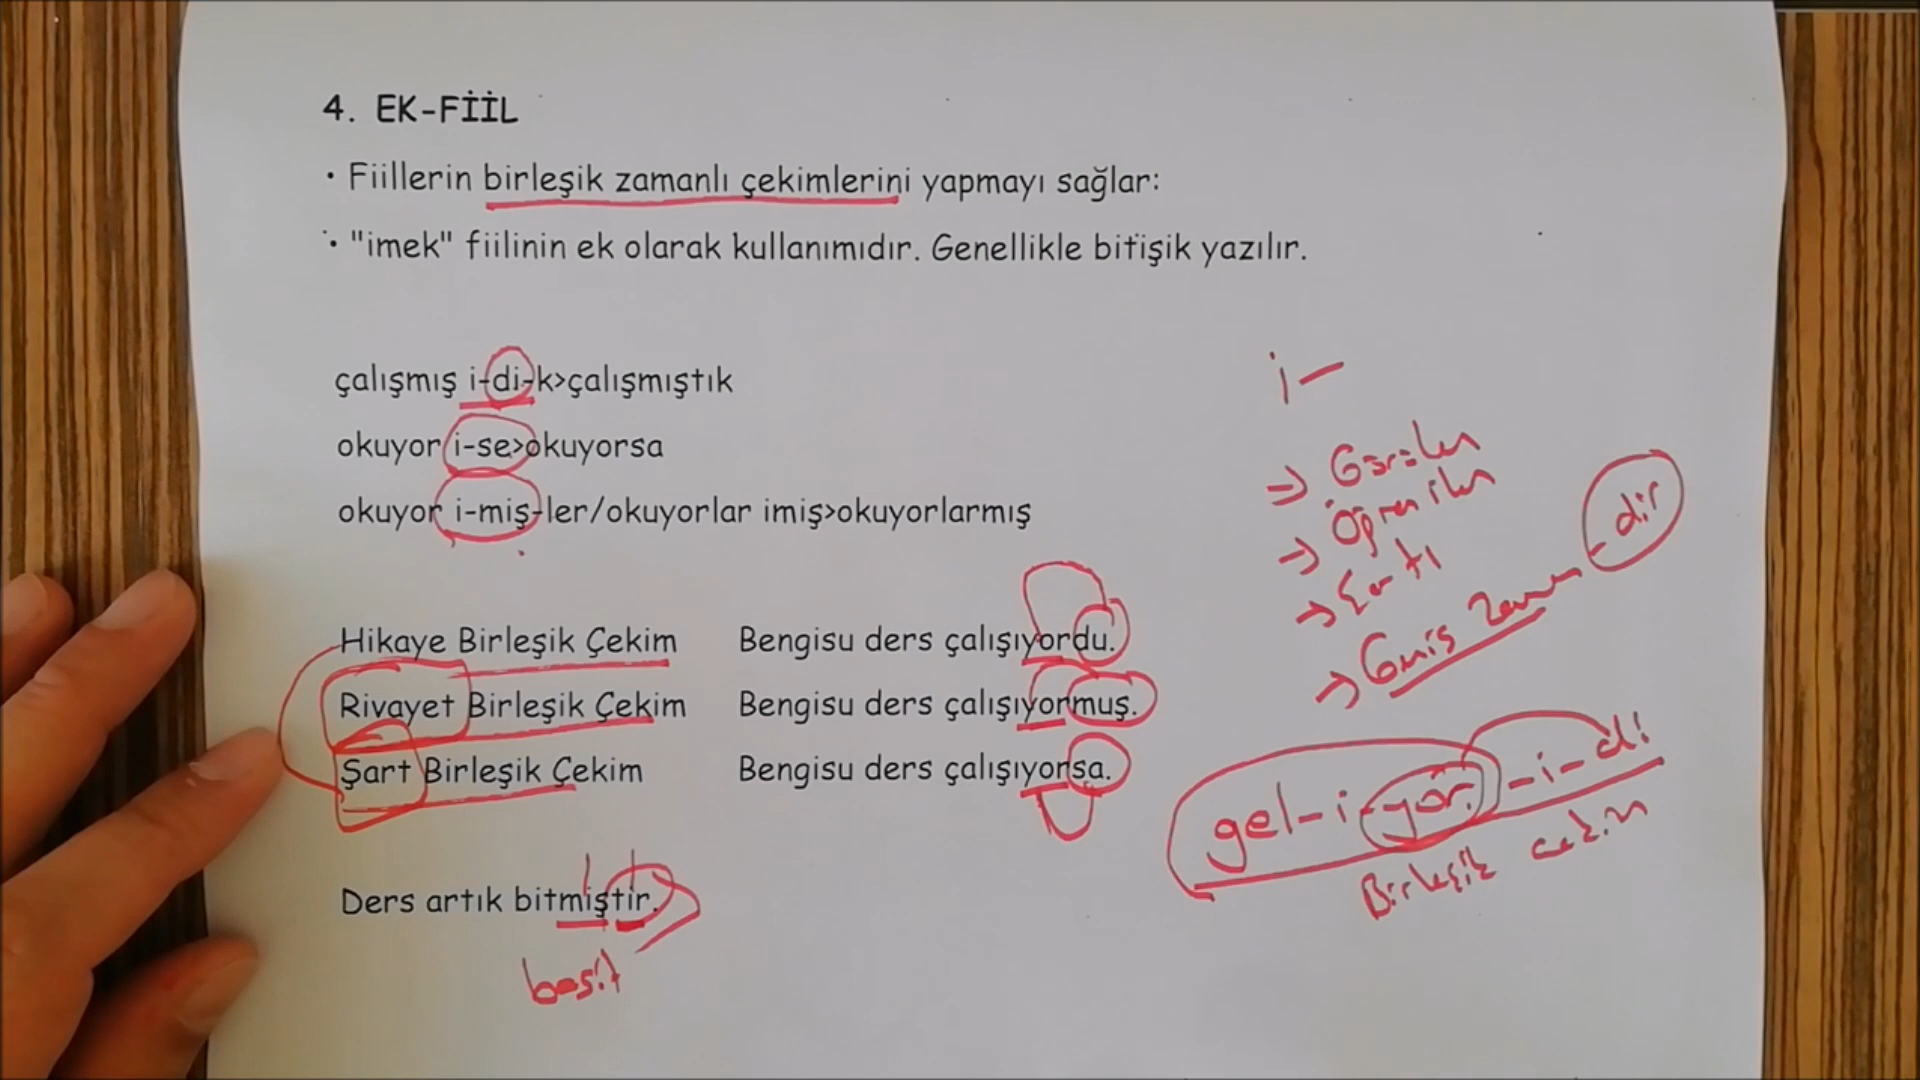 4. EK-FİİL
• Fiillerin birleşik zamanlı çekimlerini yapmayı sağlar:
• "imek" fiilinin ek olarak kullanımıdır. Genellikle bitişik yazılır.
çalışmış i-di-k>çalışmıştık
okuyor i-se>okuyorsa
okuyor i-miş-ler/okuyorlar imiş>okuyorlarmış
i-
⇒ Görülen
⇒ Öğrenilen
⇒ Şartı
→ Geniş Zaman -dir
Hikaye Birleşik Çekim Bengisu ders çalışıyordu.
Rivayet Birleşik Çekim Bengisu ders çalışıyormuş.
Şart Birleşik Çekim Bengisu ders çalışıyorsa.
gel-i-yor-i-di
Birleşik çekim
Ders artık bitmiştir.
basit